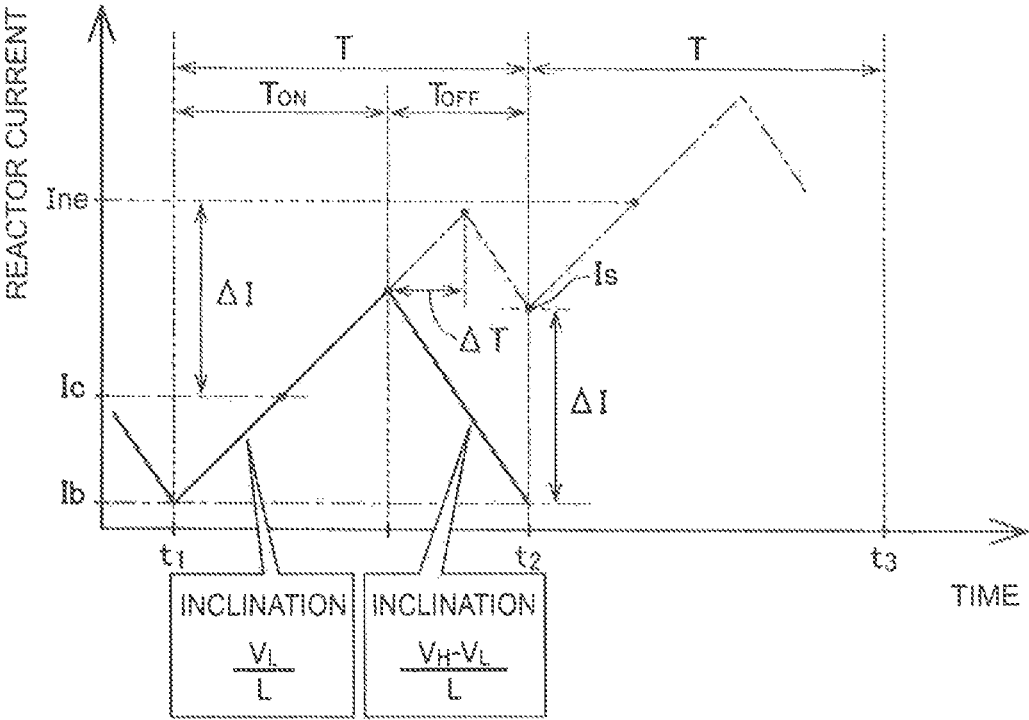 REACTOR CURRENT
T
T
TON
TOFF
Ine
ΔI
Is
ΔT
Ic
ΔI
Ib
t1
t2
t3
TIME
INCLINATION
VL
L
INCLINATION
VH-VL
L